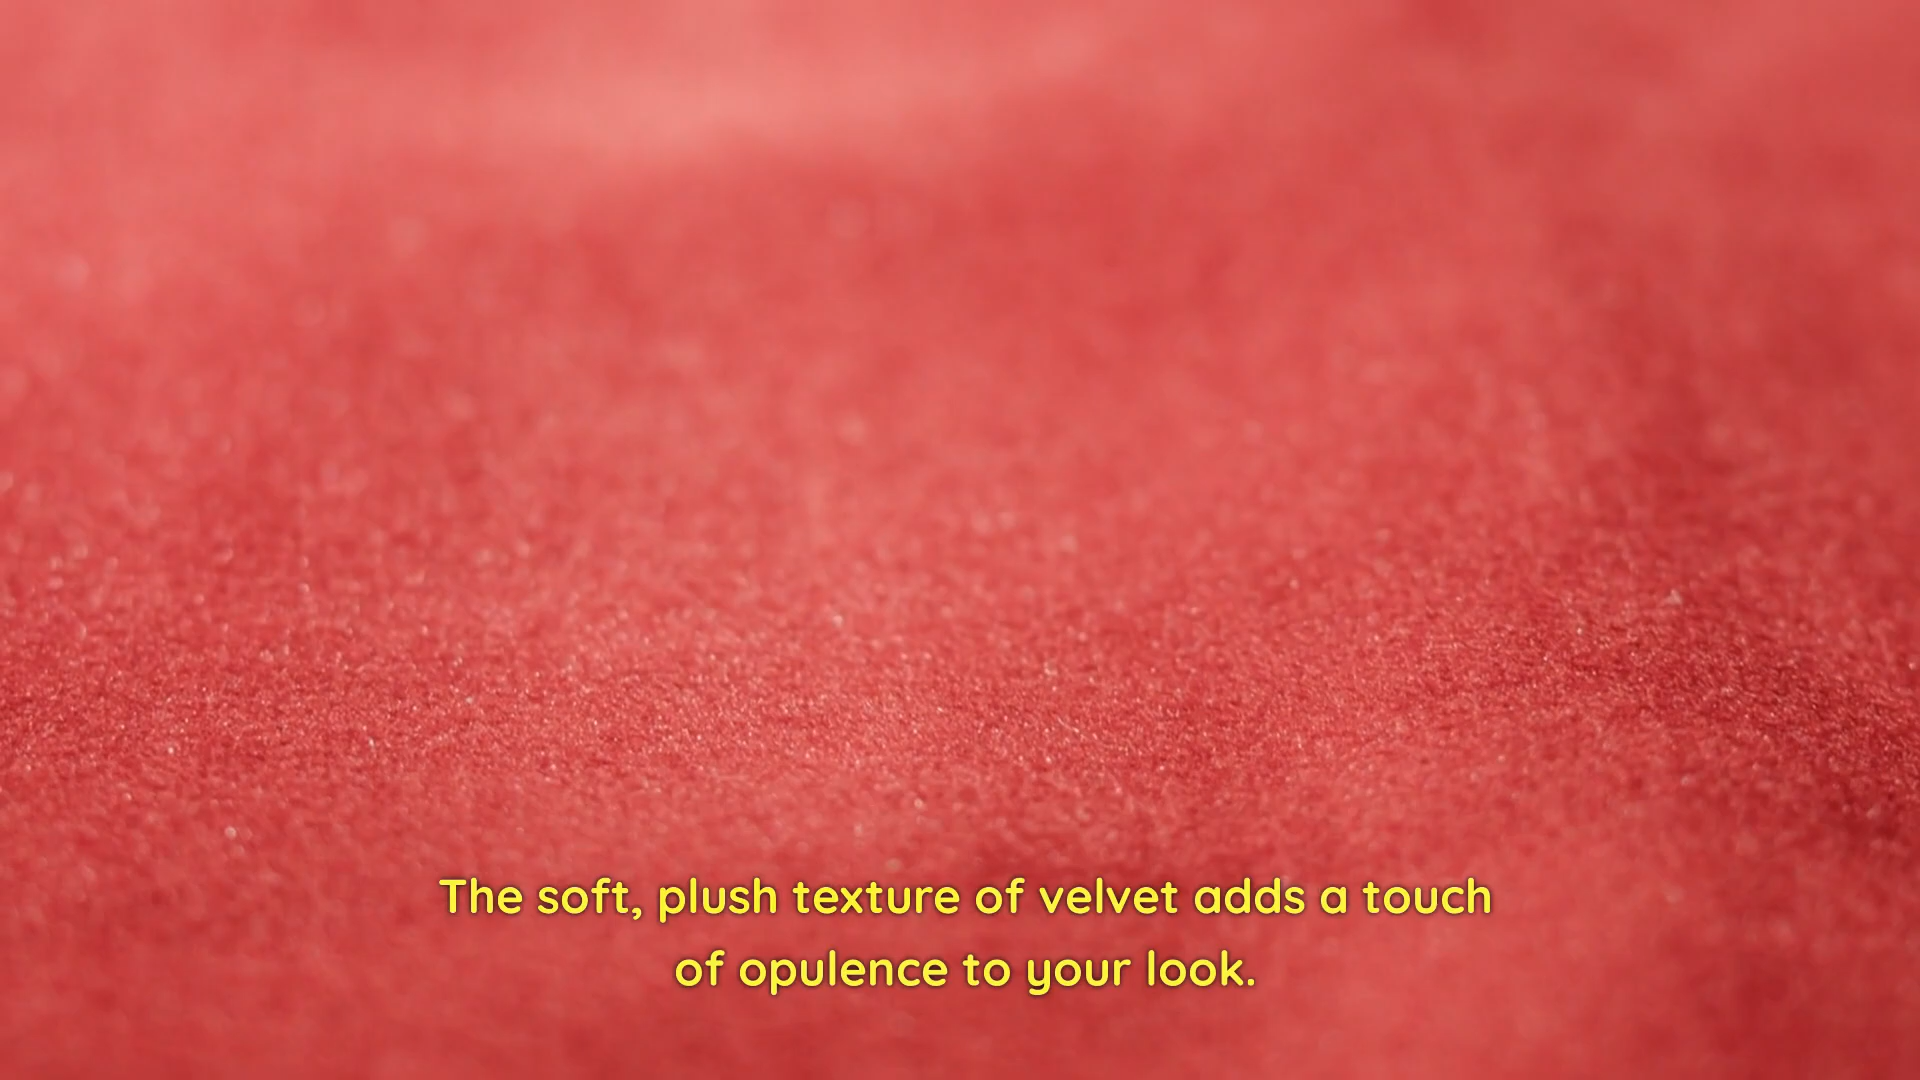 The soft, plush texture of velvet adds a touch
of opulence to your look.